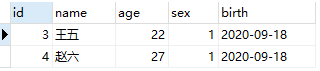 id name age sex birth
3 王五 22 1 2020-09-18
4 赵六 27 1 2020-09-18